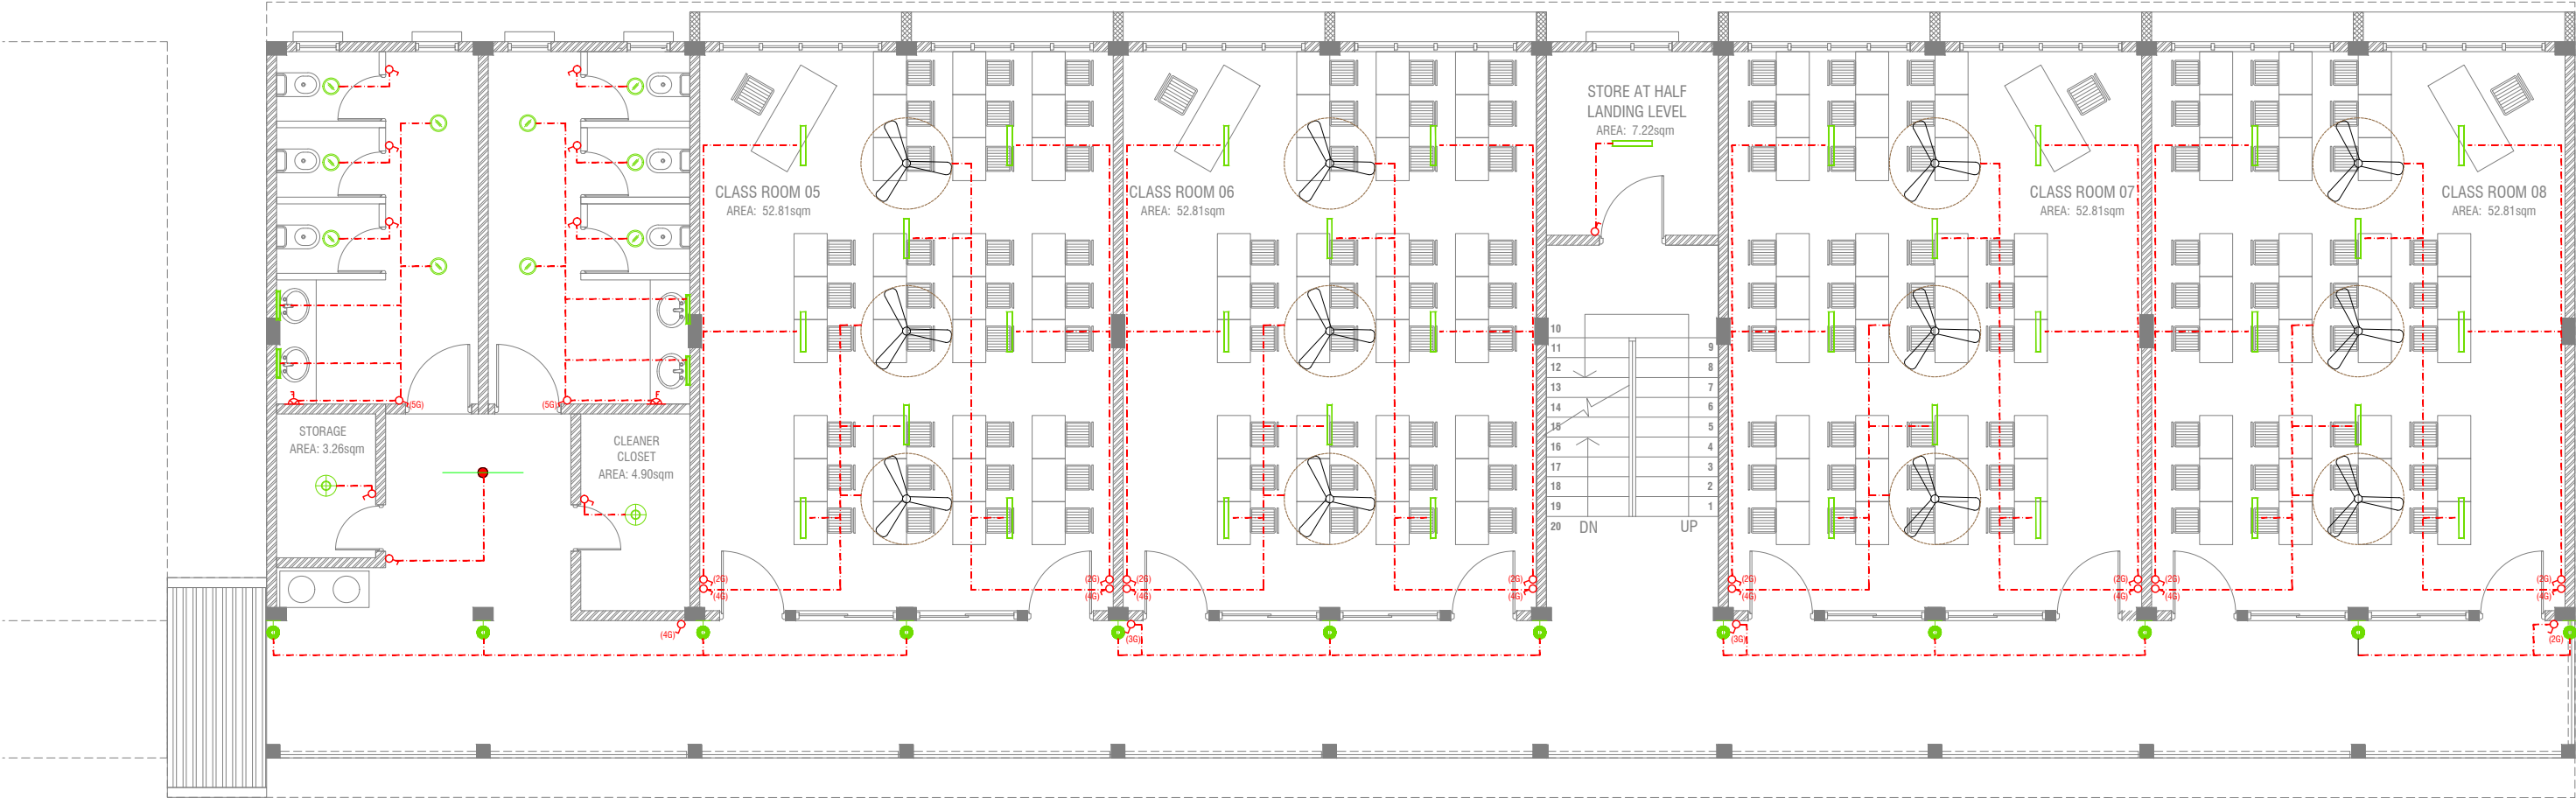 STORE AT HALF
LANDING LEVEL
AREA: 7.22sqm
CLASS ROOM 05
AREA: 52.81sqm
CLASS ROOM 06
AREA: 52.81sqm
CLASS ROOM 07
AREA: 52.81sqm
CLASS ROOM 08
AREA: 52.81sqm
10
11
12
13
14
15
16
17
18
19
20
9
8
7
6
5
4
3
2
1
DN
UP
(5G)
(5G)
STORAGE
AREA: 3.26sqm
CLEANER
CLOSET
AREA: 4.90sqm
(2G)
(4G)
(2G)
(4G)
(2G)
(4G)
(2G)
(4G)
(2G)
(4G)
(2G)
(4G)
(2G)
(4G)
(2G)
(4G)
(4G)
(3G)
(3G)
(2G)